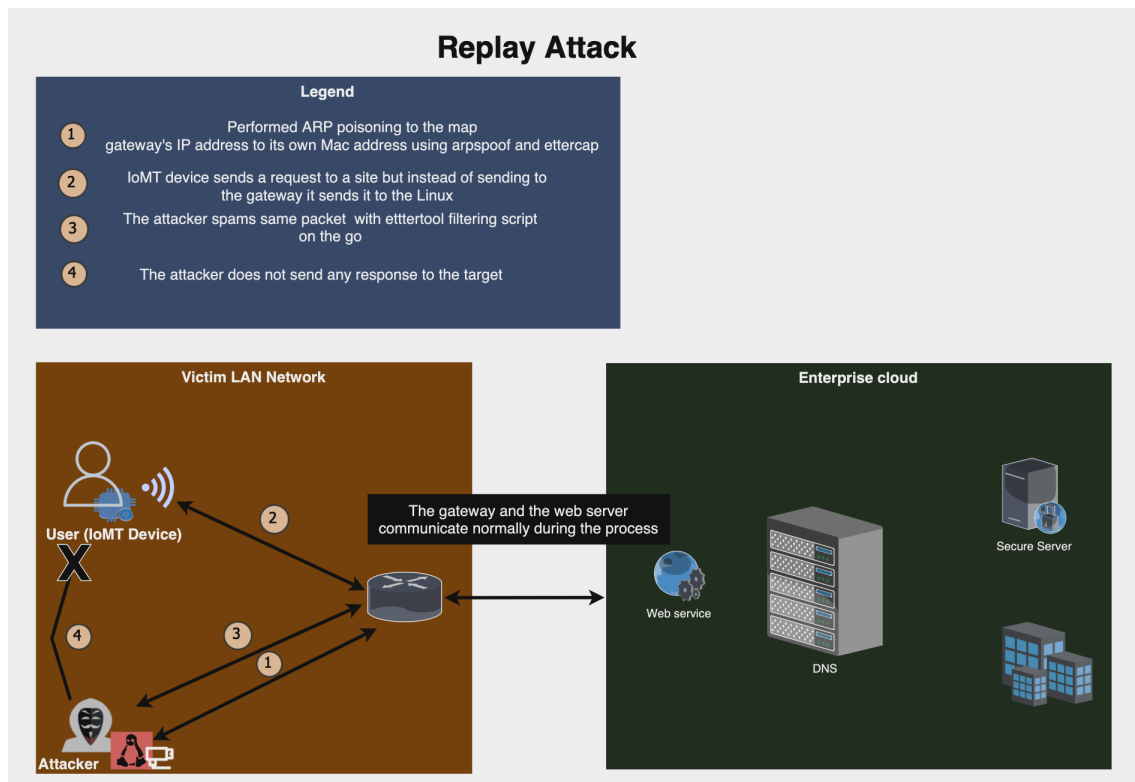 Replay Attack
Legend
1
Performed ARP poisoning to the map
gateway's IP address to its own Mac address using arpspoof and ettercap
2
IoMT device sends a request to a site but instead of sending to
the gateway it sends it to the Linux
3
The attacker spams same packet with etttertool filtering script
on the go
4
The attacker does not send any response to the target
Victim LAN Network
User (IoMT Device)
X
2
4
3
1
Attacker
The gateway and the web server
communicate normally during the process
Enterprise cloud
Web service
DNS
Secure Server